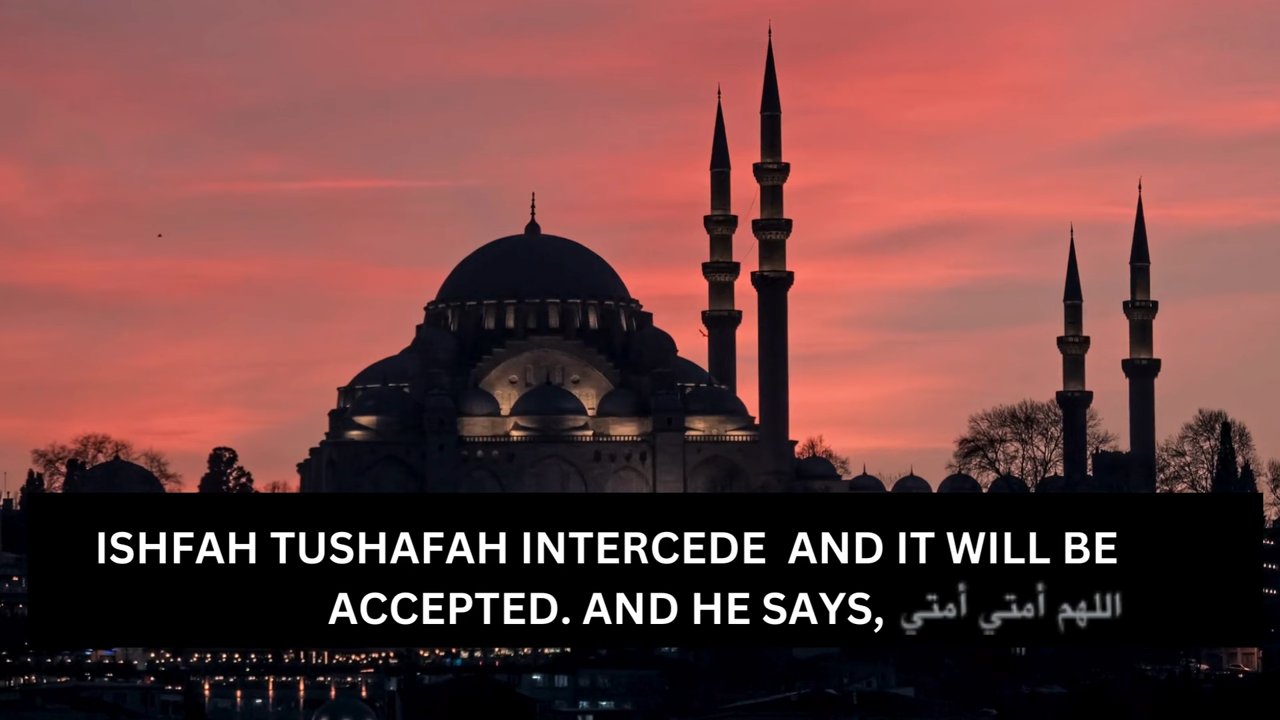 ISHFAH TUSHAFAH INTERCEDE  AND IT WILL BE
ACCEPTED. AND HE SAYS, اللهم أمتي أمتي